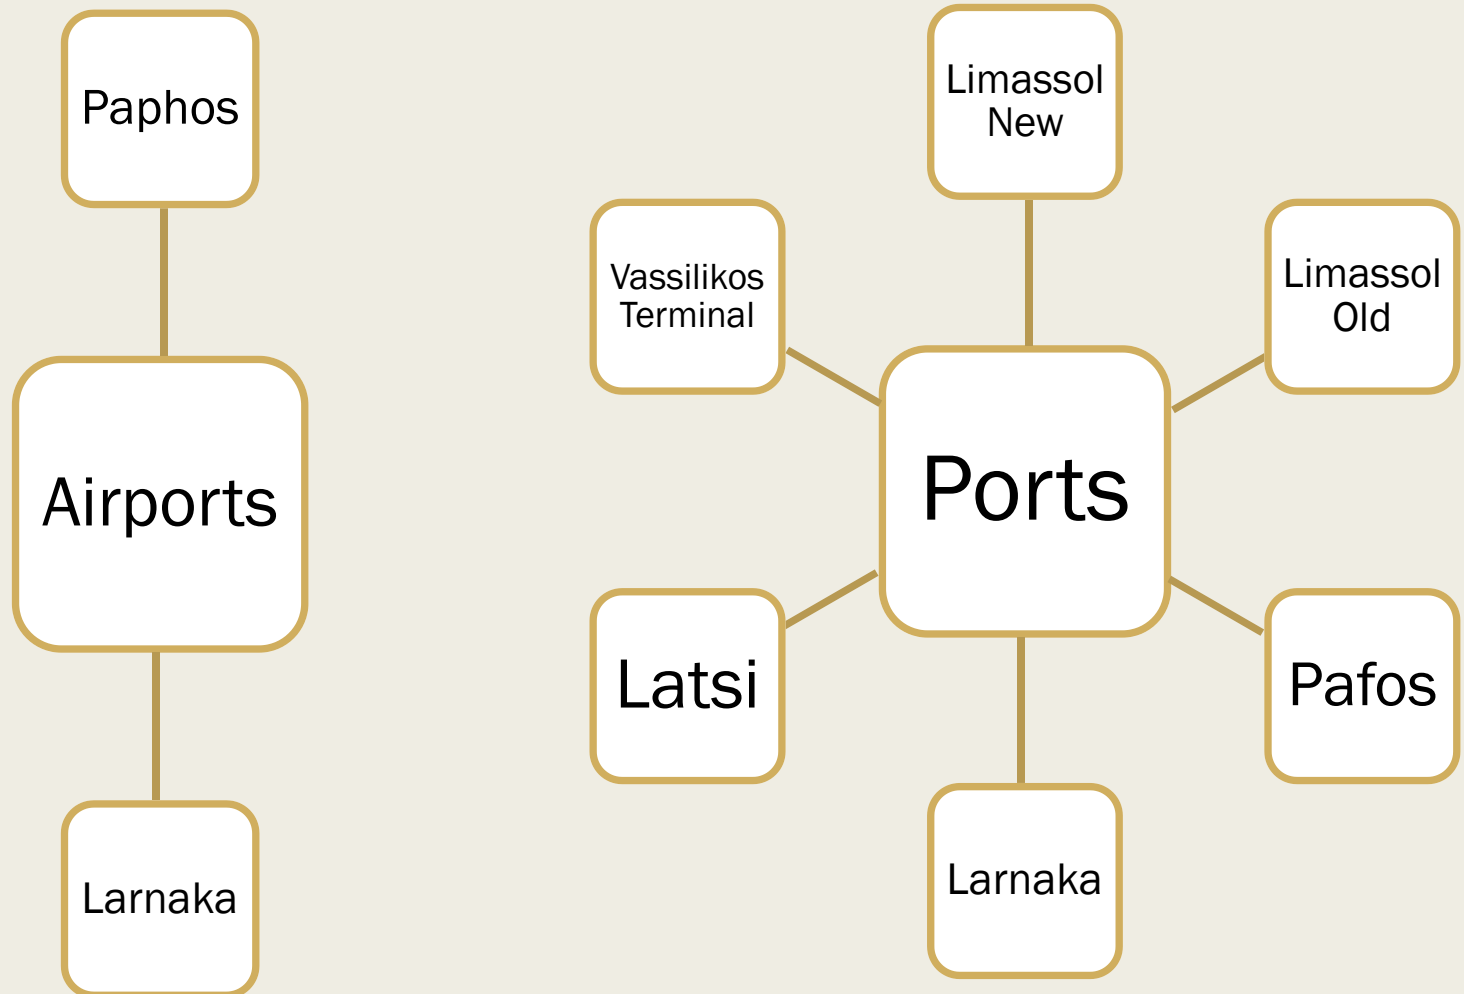 Paphos
Airports
Larnaka
Limassol
New
Limassol
Old
Vassilikos
Terminal
Ports
Latsi
Pafos
Larnaka